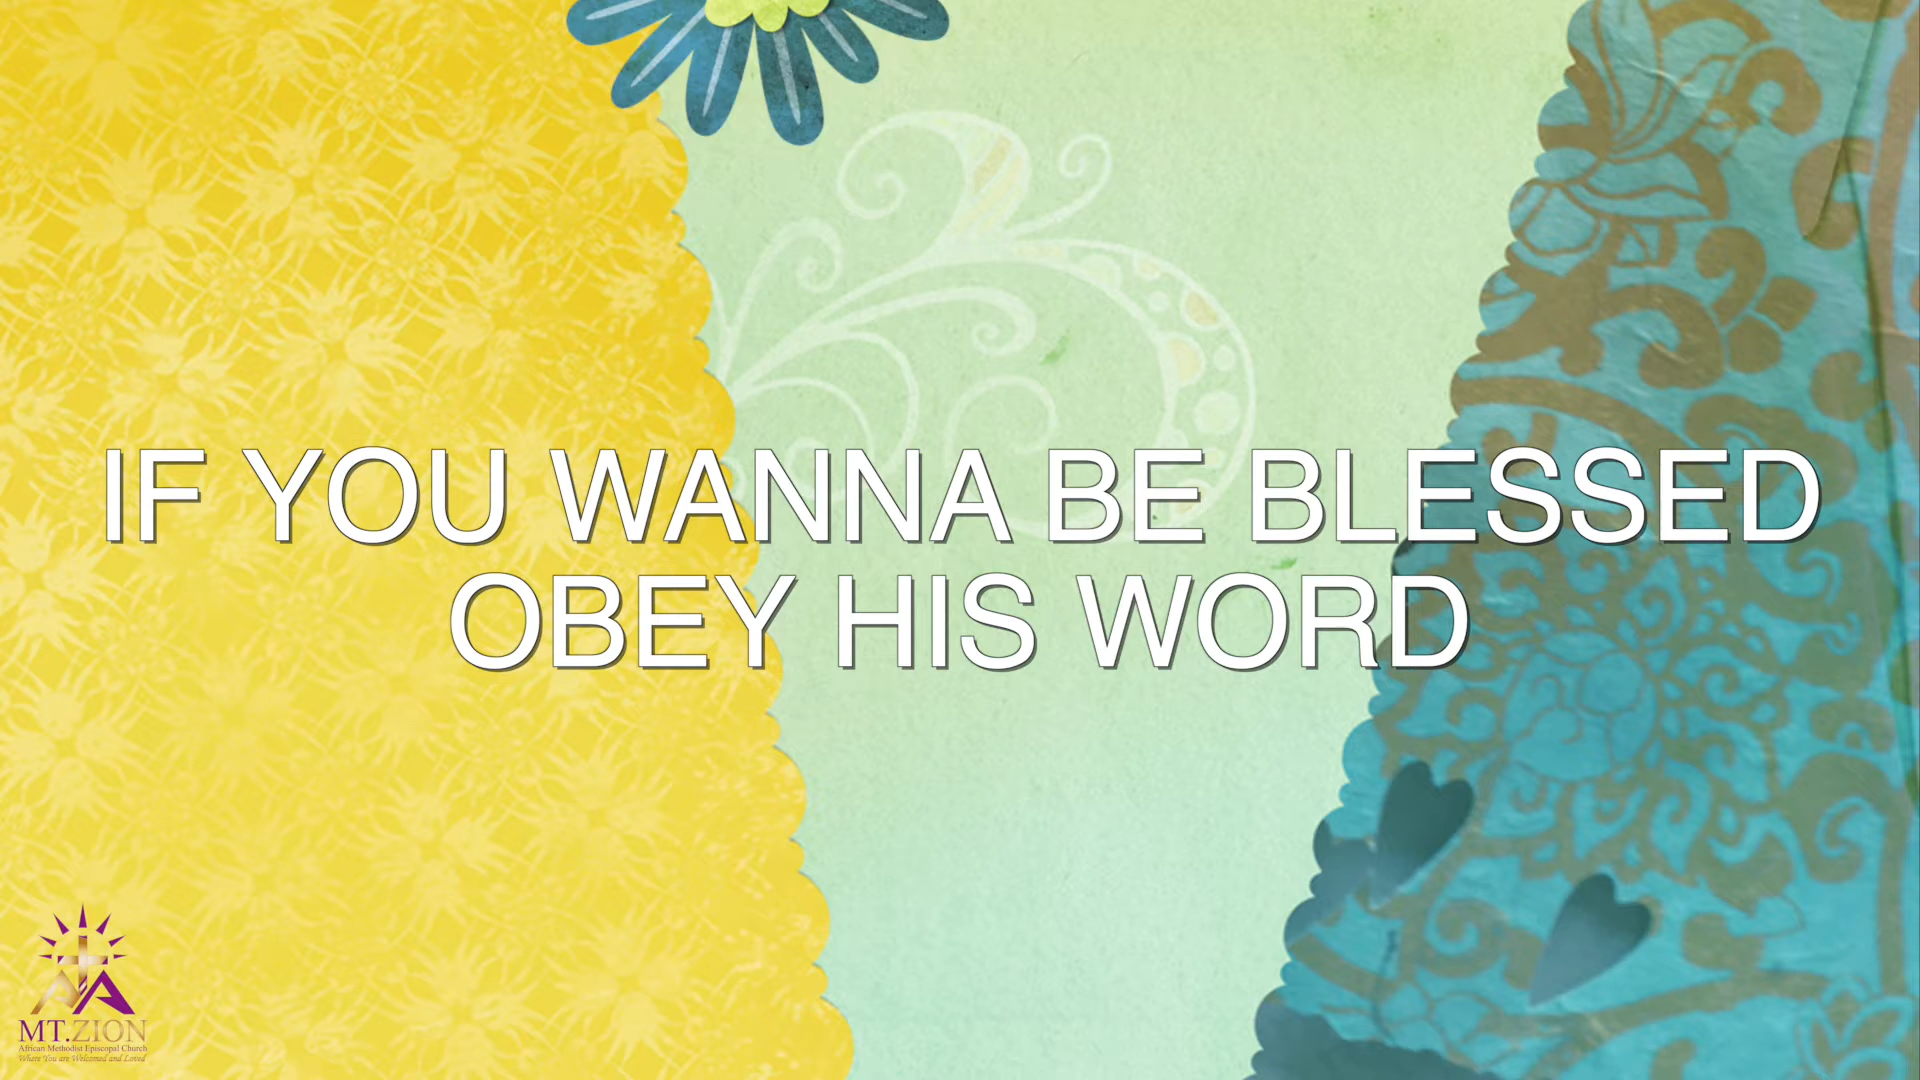 IF YOU WANNA BE BLESSED
OBEY HIS WORD
MT.ZION
African Methodist Episcopal Church
Where You are Welcomed and Loved